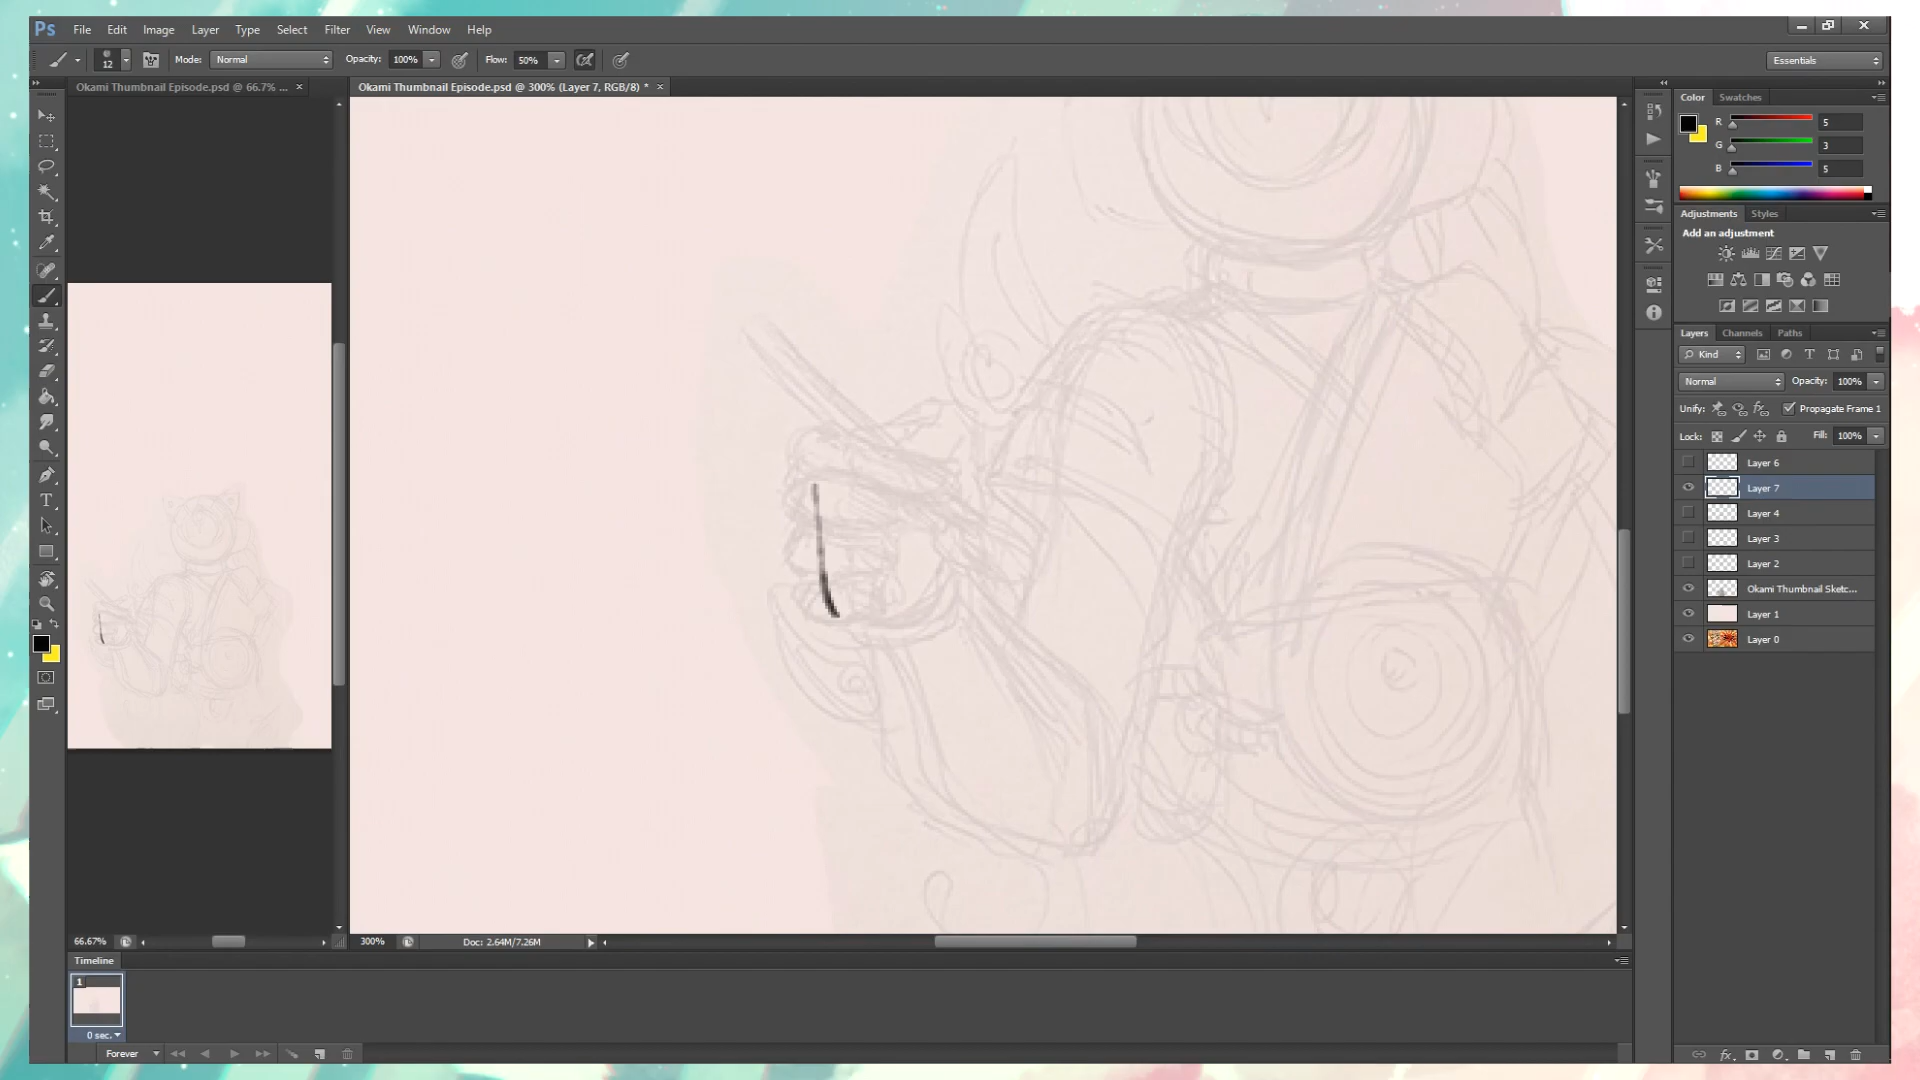 Ps File Edit Image Layer Type Select Filter View Window Help
12 Mode: Normal Opacity: 100% Flow: 50% Essentials
Okami Thumbnail Episode.psd @ 66.7% ... × Okami Thumbnail Episode.psd @ 300% (Layer 7, RGB/8) * ×
Color Swatches
R 5
G 3
B 5
Adjustments Styles
Add an adjustment
Layers Channels Paths
Kind
Normal Opacity: 100%
Unify: Propagate Frame 1
Lock: Fill: 100%
Layer 6
Layer 7
Layer 4
Layer 3
Layer 2
Okami Thumbnail Sketc...
Layer 1
Layer 0
66.67% 300% Doc: 2.64M/7.26M
Timeline
1
0 sec.
Forever